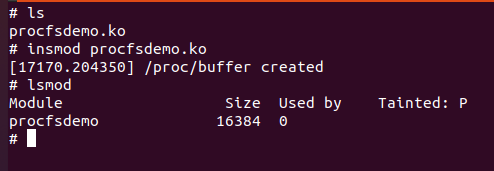 # ls
procfsdemo.ko
# insmod procfsdemo.ko
[17170.204350] /proc/buffer created
# lsmod
Module                  Size  Used by    Tainted: P
procfsdemo             16384  0
#